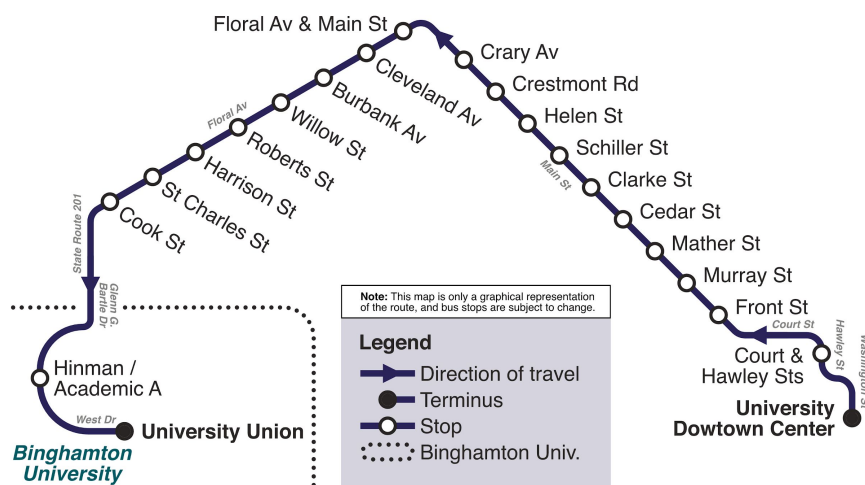 Floral Av & Main St
Crary Av
Crestmont Rd
Helen St
Schiller St
Clarke St
Cedar St
Mather St
Murray St
Front St
Main St
Court St
Hawley St
Washington St
Court &
Hawley Sts
University
Dowtown Center
Cleveland Av
Burbank Av
Willow St
Roberts St
Harrison St
St Charles St
Cook St
Floral Av
State Route 201
Glenn G.
Bartle Dr
Hinman /
Academic A
West Dr
University Union
Binghamton
University
Note: This map is only a graphical representation
of the route, and bus stops are subject to change.
Legend
Direction of travel
Terminus
Stop
Binghamton Univ.